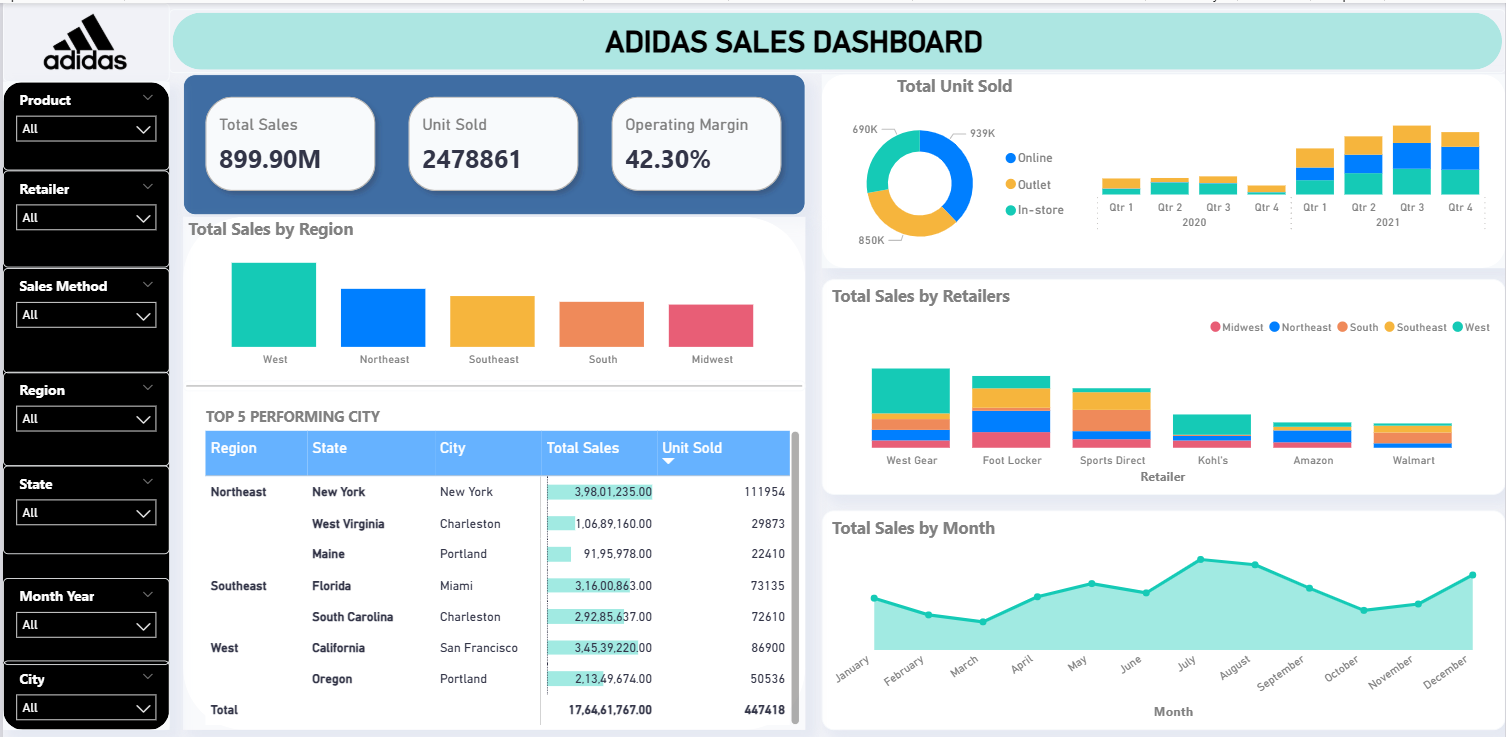 adidas
ADIDAS SALES DASHBOARD
Product
All
Retailer
All
Sales Method
All
Region
All
State
All
Month Year
All
City
All
Total Sales
899.90M
Unit Sold
2478861
Operating Margin
42.30%
Total Sales by Region
West Northeast Southeast South Midwest
TOP 5 PERFORMING CITY
Region State City Total Sales Unit Sold
Northeast New York New York 3,98,01,235.00 111954
West Virginia Charleston 1,06,89,160.00 29873
Maine Portland 91,95,978.00 22410
Southeast Florida Miami 3,16,00,863.00 73135
South Carolina Charleston 2,92,85,637.00 72610
West California San Francisco 3,45,39,220.00 86900
Oregon Portland 2,13,49,674.00 50536
Total 17,64,61,767.00 447418
Total Unit Sold
690K
939K
850K
Online
Outlet
In-store
Qtr 1 Qtr 2 Qtr 3 Qtr 4 Qtr 1 Qtr 2 Qtr 3 Qtr 4
2020 2021
Total Sales by Retailers
Midwest Northeast South Southeast West
West Gear Foot Locker Sports Direct Kohl's Amazon Walmart
Retailer
Total Sales by Month
January February March April May June July August September October November December
Month